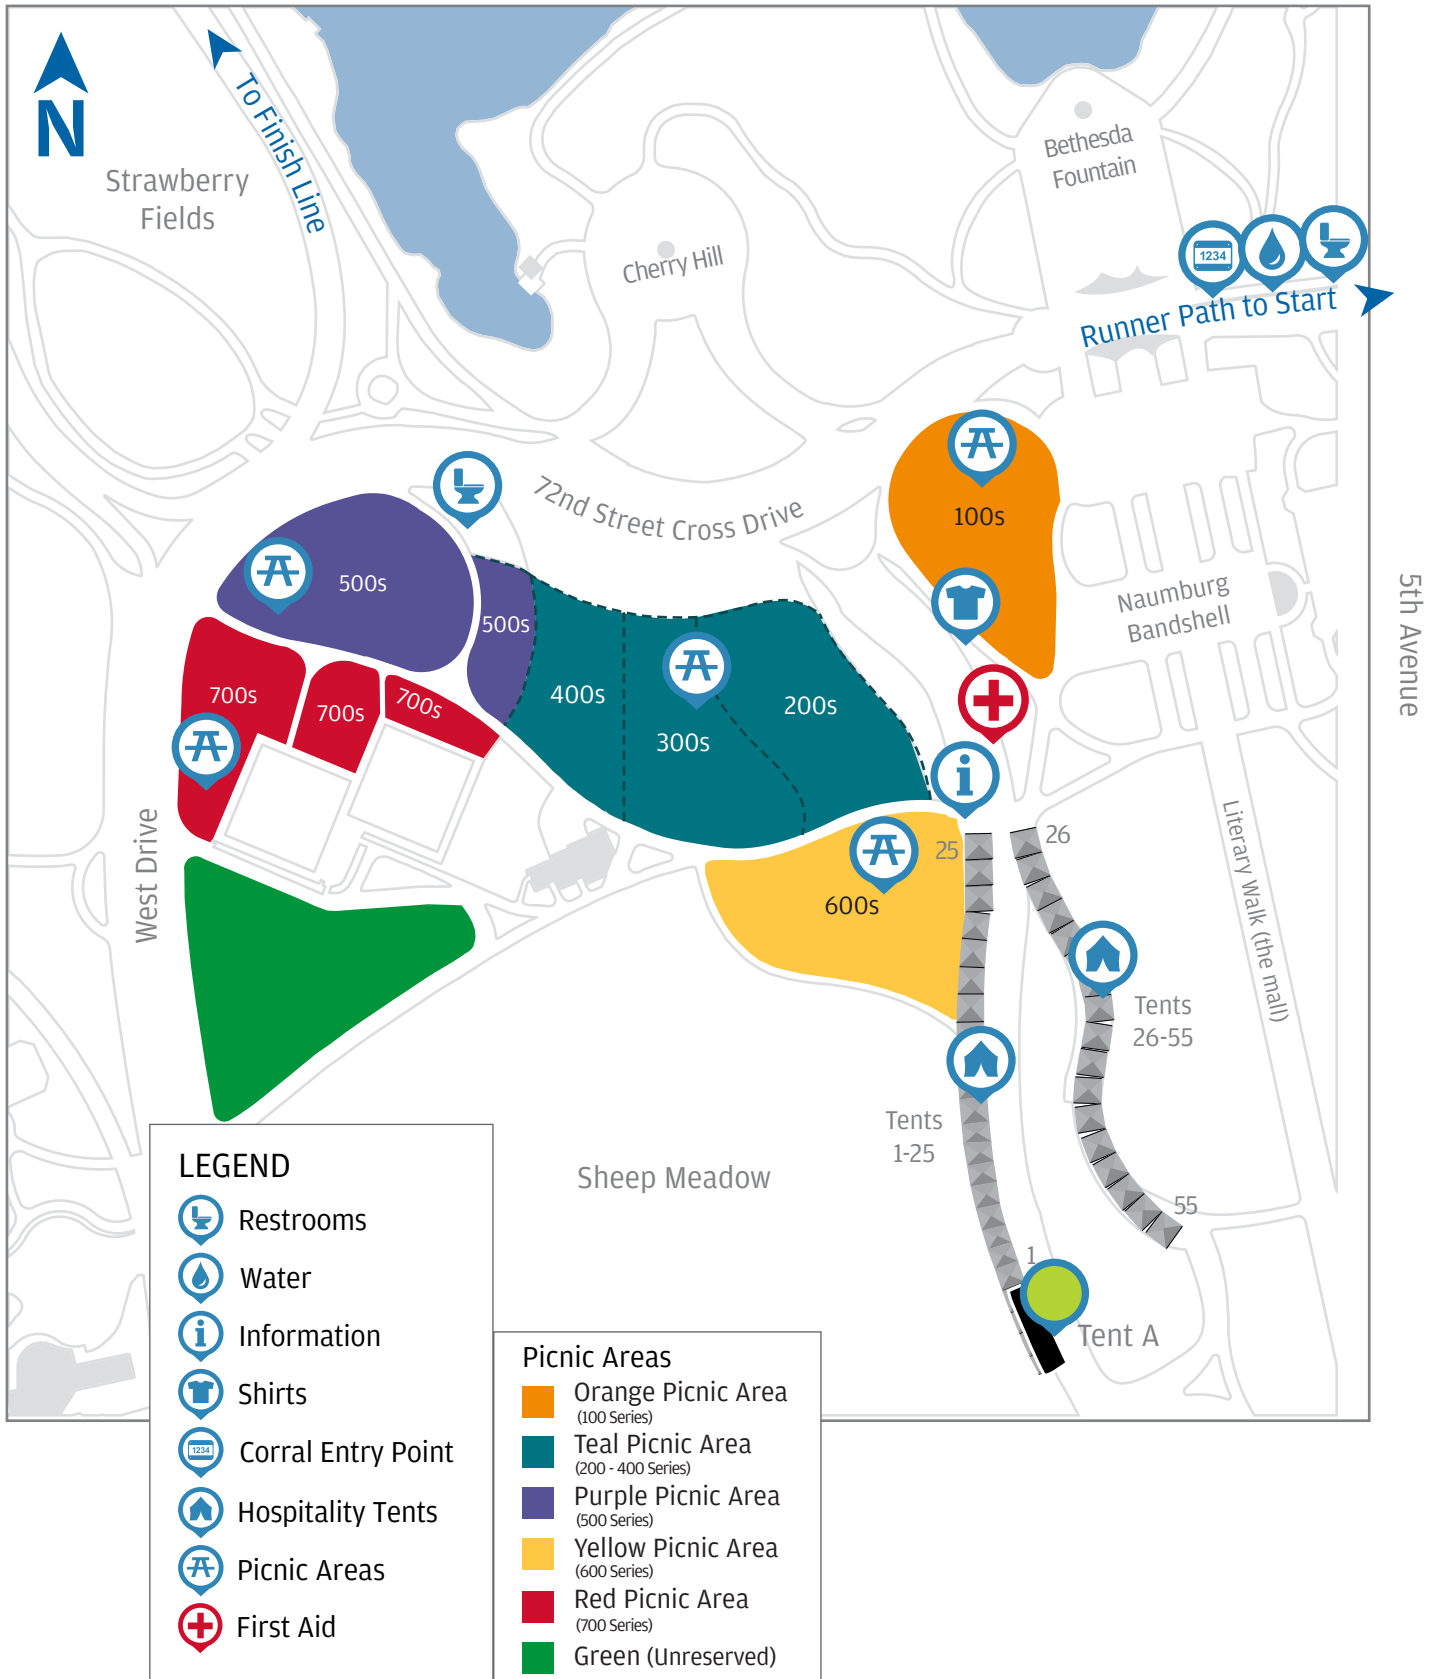 N
To Finish Line
Strawberry
Fields
Cherry Hill
Bethesda
Fountain
1234
Runner Path to Start
72nd Street Cross Drive
100s
Naumburg
Bandshell
5th Avenue
500s
500s
400s
300s
200s
700s
700s
700s
West Drive
25
26
600s
Literary Walk (the mall)
Tents
26-55
Tents
1-25
Sheep Meadow
55
1
Tent A
LEGEND
Restrooms
Water
Information
Shirts
1234
Corral Entry Point
Hospitality Tents
Picnic Areas
First Aid
Picnic Areas
Orange Picnic Area
(100 Series)
Teal Picnic Area
(200 - 400 Series)
Purple Picnic Area
(500 Series)
Yellow Picnic Area
(600 Series)
Red Picnic Area
(700 Series)
Green (Unreserved)